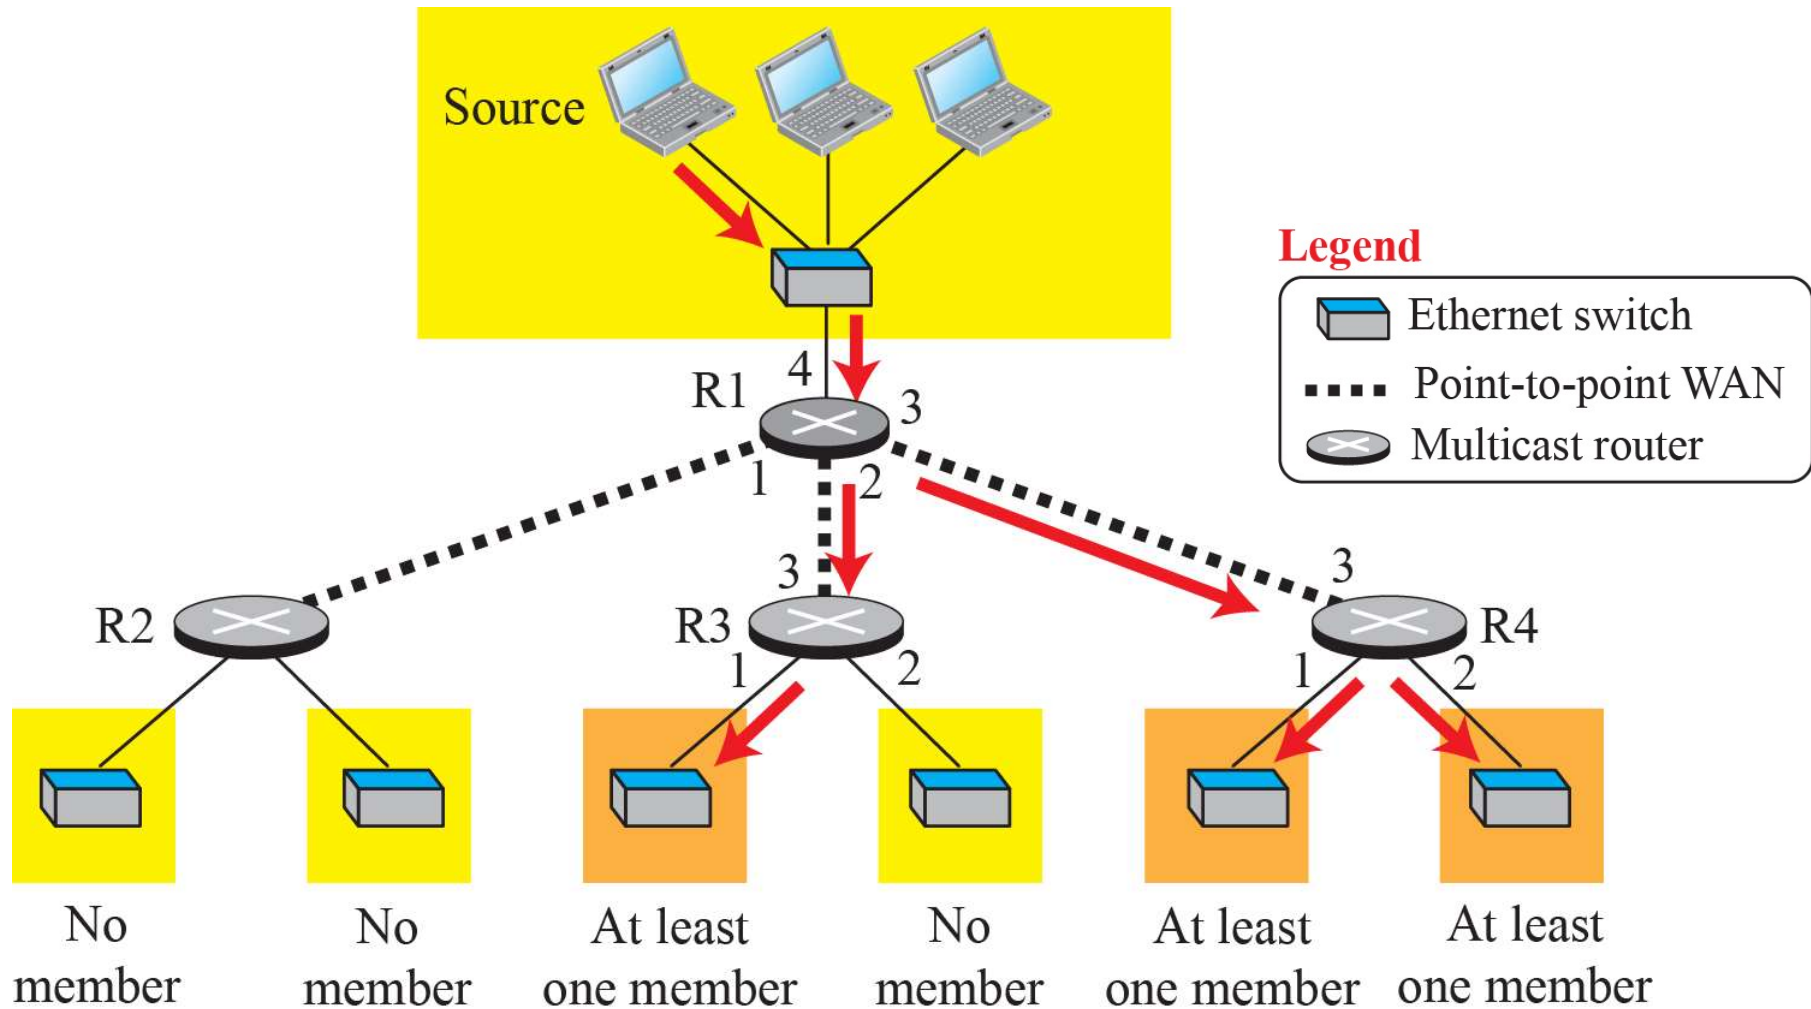 Source
Legend
Ethernet switch
Point-to-point WAN
Multicast router
4
R1
3
1
2
3
3
R2
R3
R4
1
2
1
2
No
member
No
member
At least
one member
No
member
At least
one member
At least
one member